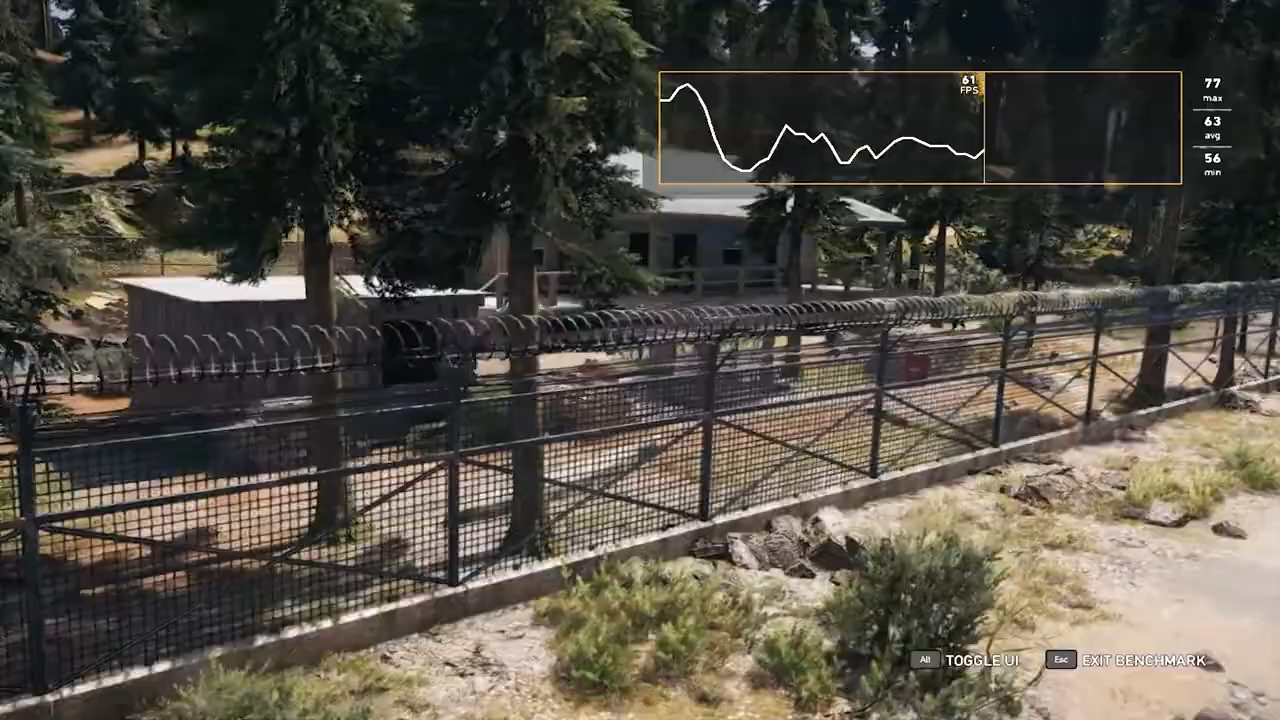 61
FPS
77
max
63
avg
56
min
Alt TOGGLE UI
Esc EXIT BENCHMARK